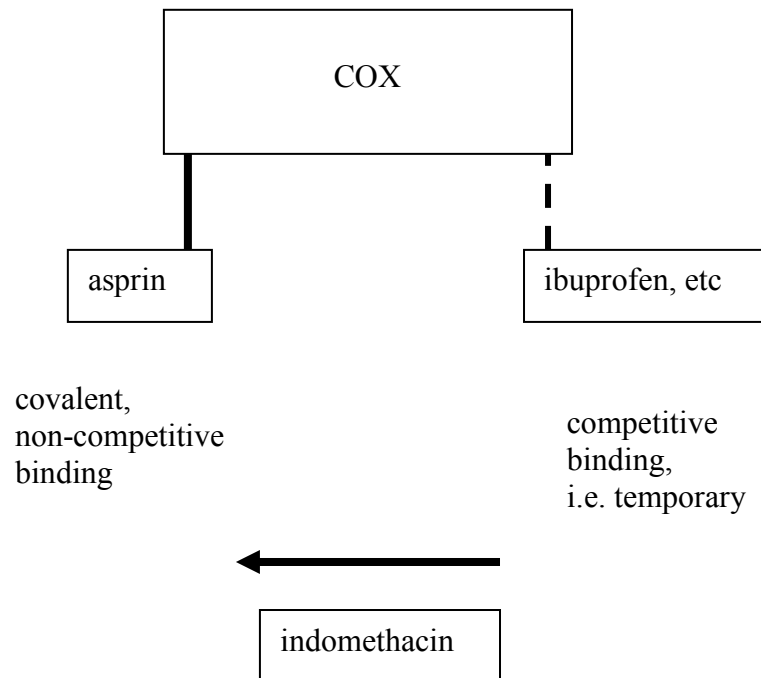 COX
asprin
ibuprofen, etc
covalent,
non-competitive
binding
competitive
binding,
i.e. temporary
indomethacin